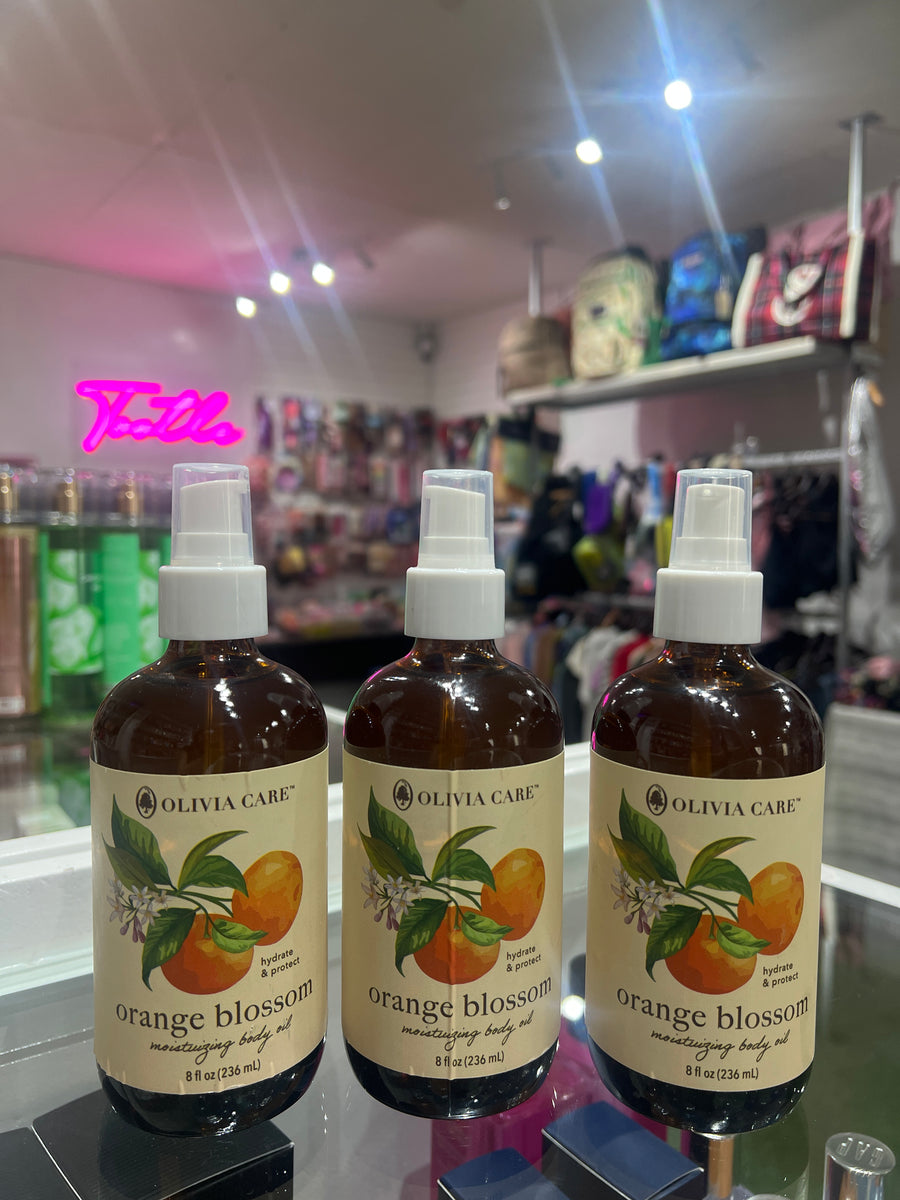 OLIVIA CARE™
hydrate
& protect
orange blossom
moisturizing body oil
8 fl oz (236 mL)
OLIVIA CARE™
hydrate
& protect
orange blossom
moisturizing body oil
8 fl oz (236 mL)
OLIVIA CARE™
hydrate
& protect
orange blossom
moisturizing body oil
8 fl oz (236 mL)
GAP